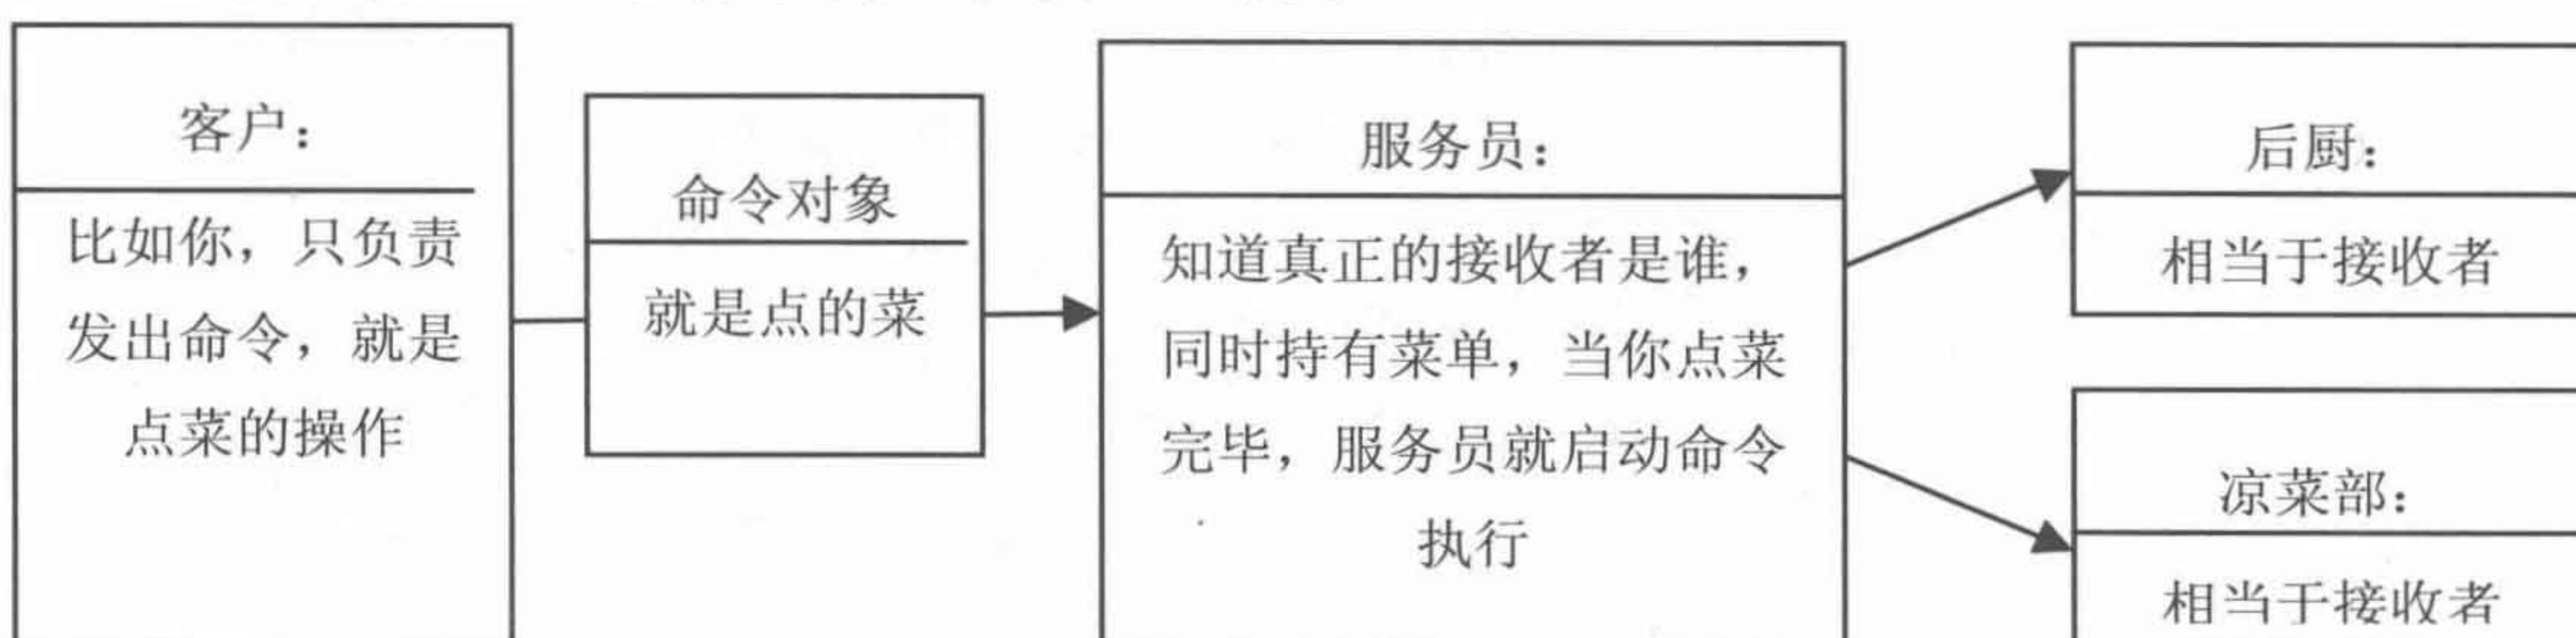 客户：
比如你，只负责
发出命令，就是
点菜的操作
命令对象
就是点的菜
服务员：
知道真正的接收者是谁，
同时持有菜单，当你点菜
完毕，服务员就启动命令
执行
后厨：
相当于接收者
凉菜部：
相当于接收者